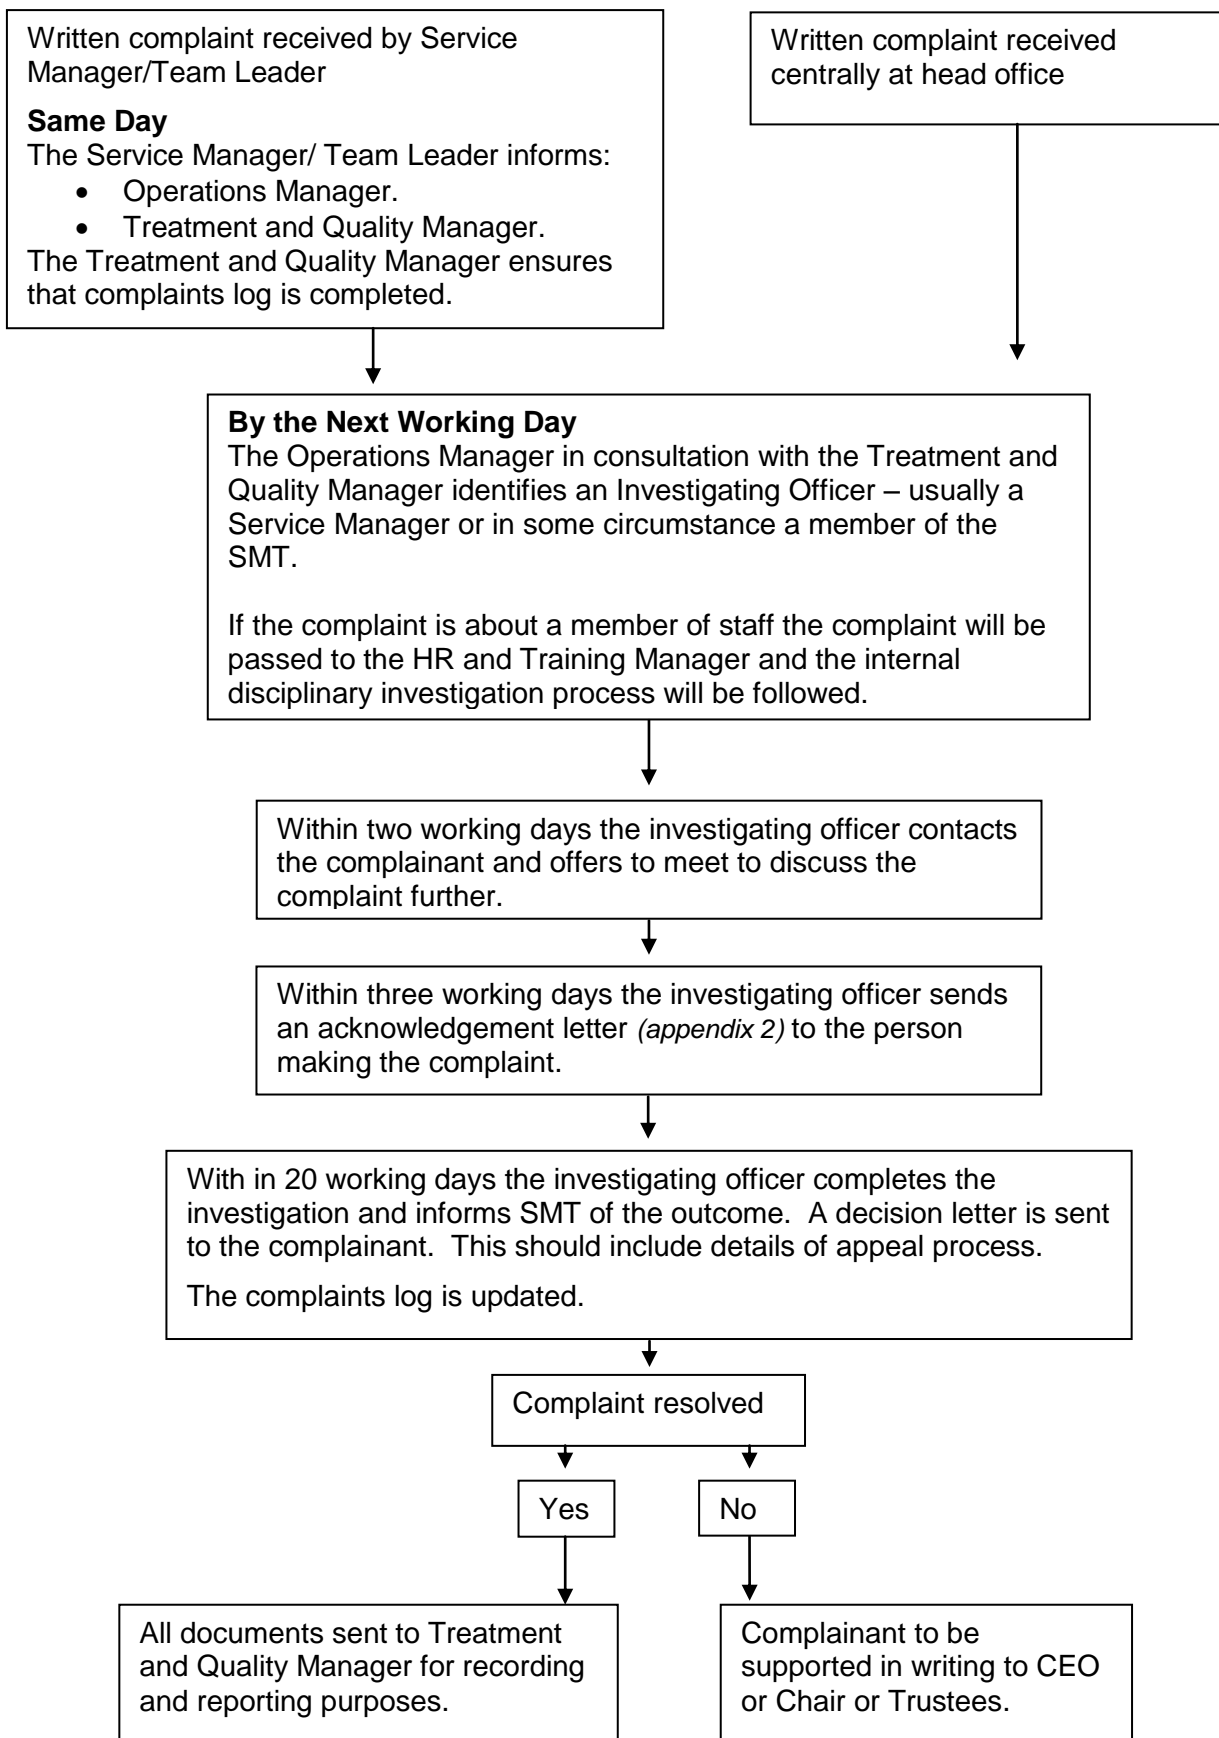 Written complaint received by Service
Manager/Team Leader
Same Day
The Service Manager/ Team Leader informs:
• Operations Manager.
• Treatment and Quality Manager.
The Treatment and Quality Manager ensures
that complaints log is completed.
Written complaint received
centrally at head office
By the Next Working Day
The Operations Manager in consultation with the Treatment and
Quality Manager identifies an Investigating Officer – usually a
Service Manager or in some circumstance a member of the
SMT.
If the complaint is about a member of staff the complaint will be
passed to the HR and Training Manager and the internal
disciplinary investigation process will be followed.
Within two working days the investigating officer contacts
the complainant and offers to meet to discuss the
complaint further.
Within three working days the investigating officer sends
an acknowledgement letter (appendix 2) to the person
making the complaint.
With in 20 working days the investigating officer completes the
investigation and informs SMT of the outcome.  A decision letter is sent
to the complainant.  This should include details of appeal process.
The complaints log is updated.
Complaint resolved
Yes
No
All documents sent to Treatment
and Quality Manager for recording
and reporting purposes.
Complainant to be
supported in writing to CEO
or Chair or Trustees.